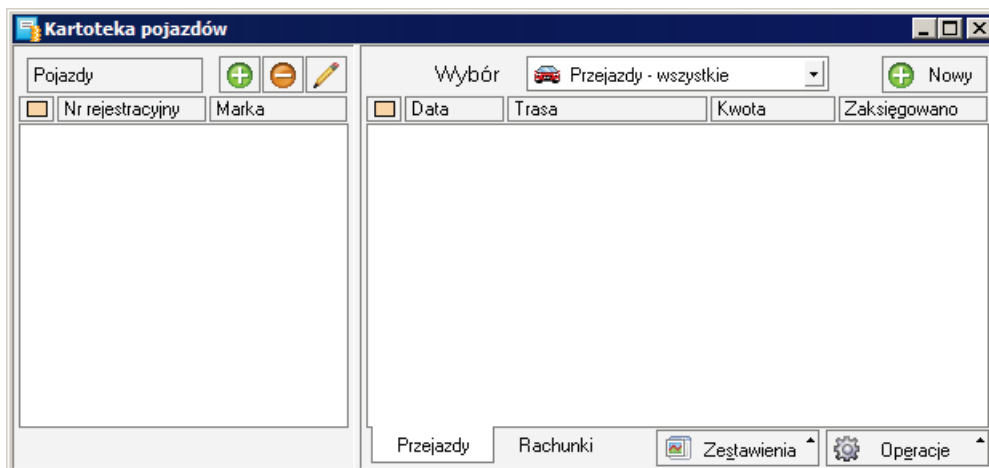 Kartoteka pojazdów
Pojazdy
Wybór Przejazdy - wszystkie Nowy
Nr rejestracyjny Marka
Data Trasa Kwota Zaksięgowano
Przejazdy Rachunki Zestawienia Operacje